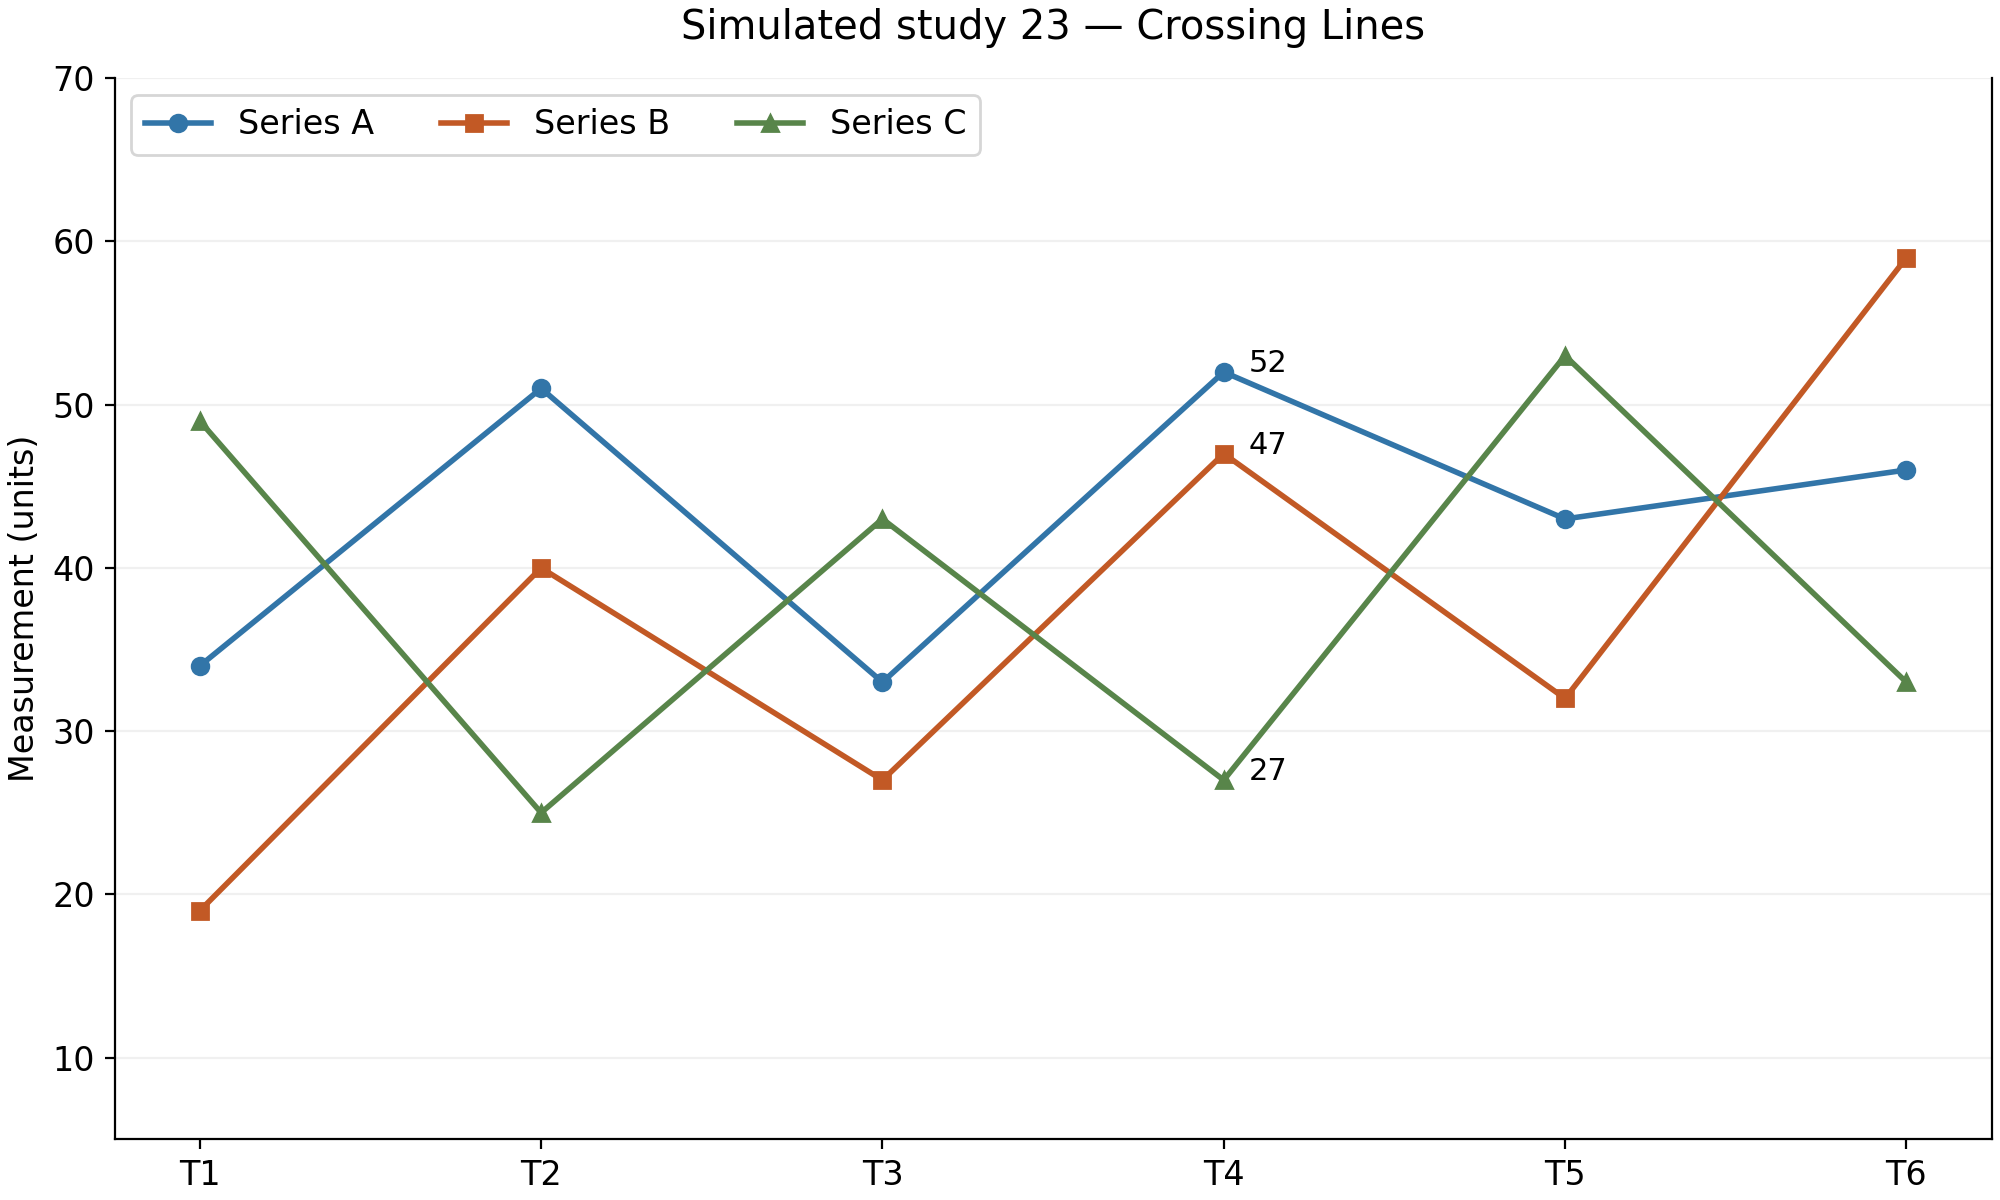 Simulated study 23 — Crossing Lines
Series A
Series B
Series C
Measurement (units)
70
60
50
40
30
20
10
52
47
27
T1
T2
T3
T4
T5
T6